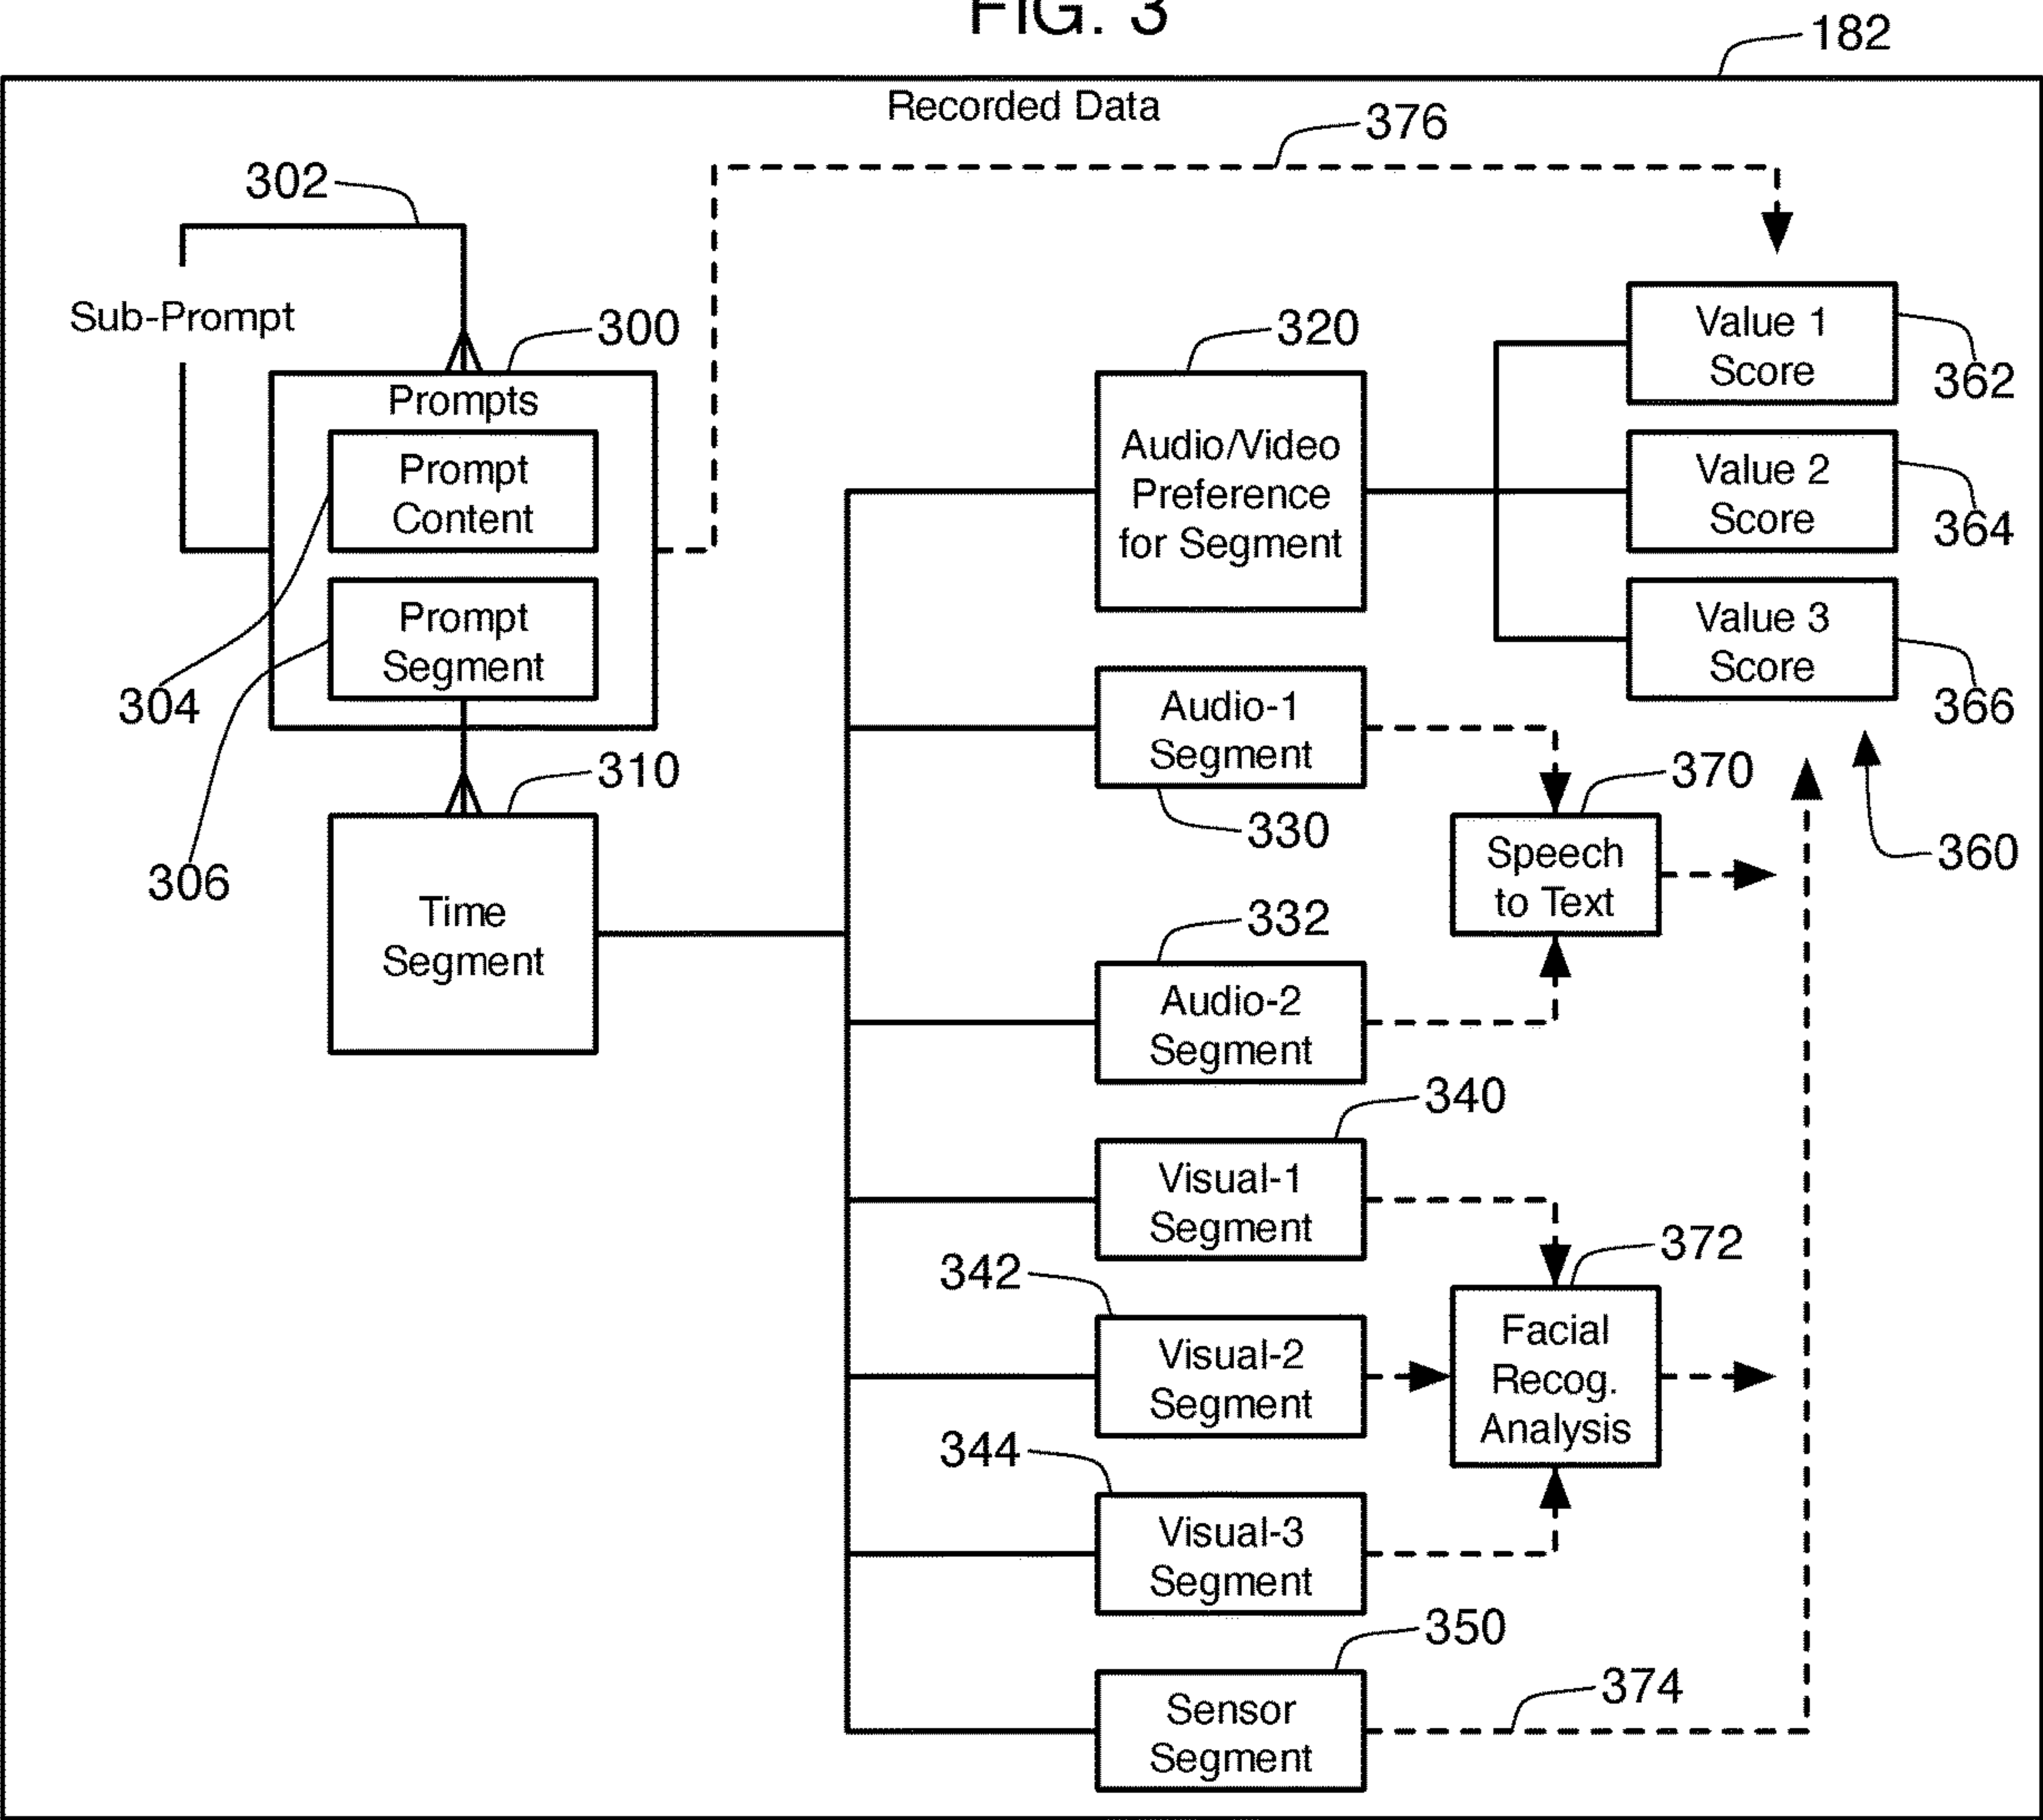 FIG. 3
182
Recorded Data
376
302
Sub-Prompt
300
Prompts
Prompt
Content
Prompt
Segment
304
306
310
Time
Segment
320
Audio/Video
Preference
for Segment
Value 1
Score
362
Value 2
Score
364
Value 3
Score
366
360
Audio-1
Segment
330
370
Speech
to Text
332
Audio-2
Segment
340
Visual-1
Segment
342
Visual-2
Segment
372
Facial
Recog.
Analysis
344
Visual-3
Segment
350
Sensor
Segment
374